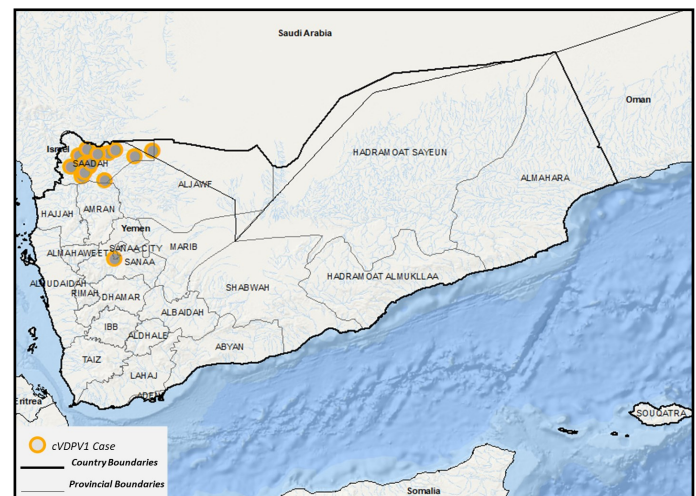 Saudi Arabia
Oman
Israel
SAADAH
HADRAMOAT SAYEUN
ALJAWF
ALMAHARA
HAJJAH
AMRAN
Yemen
SANAA CITY
MARIB
ALMAHAWEET
SANAA
HADRAMOAT ALMUKLLAA
ALHUDAIDAH
SHABWAH
RIMAH
DHAMAR
ALBAIDAH
IBB
ALDHALE
ABYAN
TAIZ
LAHAJ
ADEN
Eritrea
SOUQATRA
cVDPV1 Case
Country Boundaries
Provincial Boundaries
Somalia